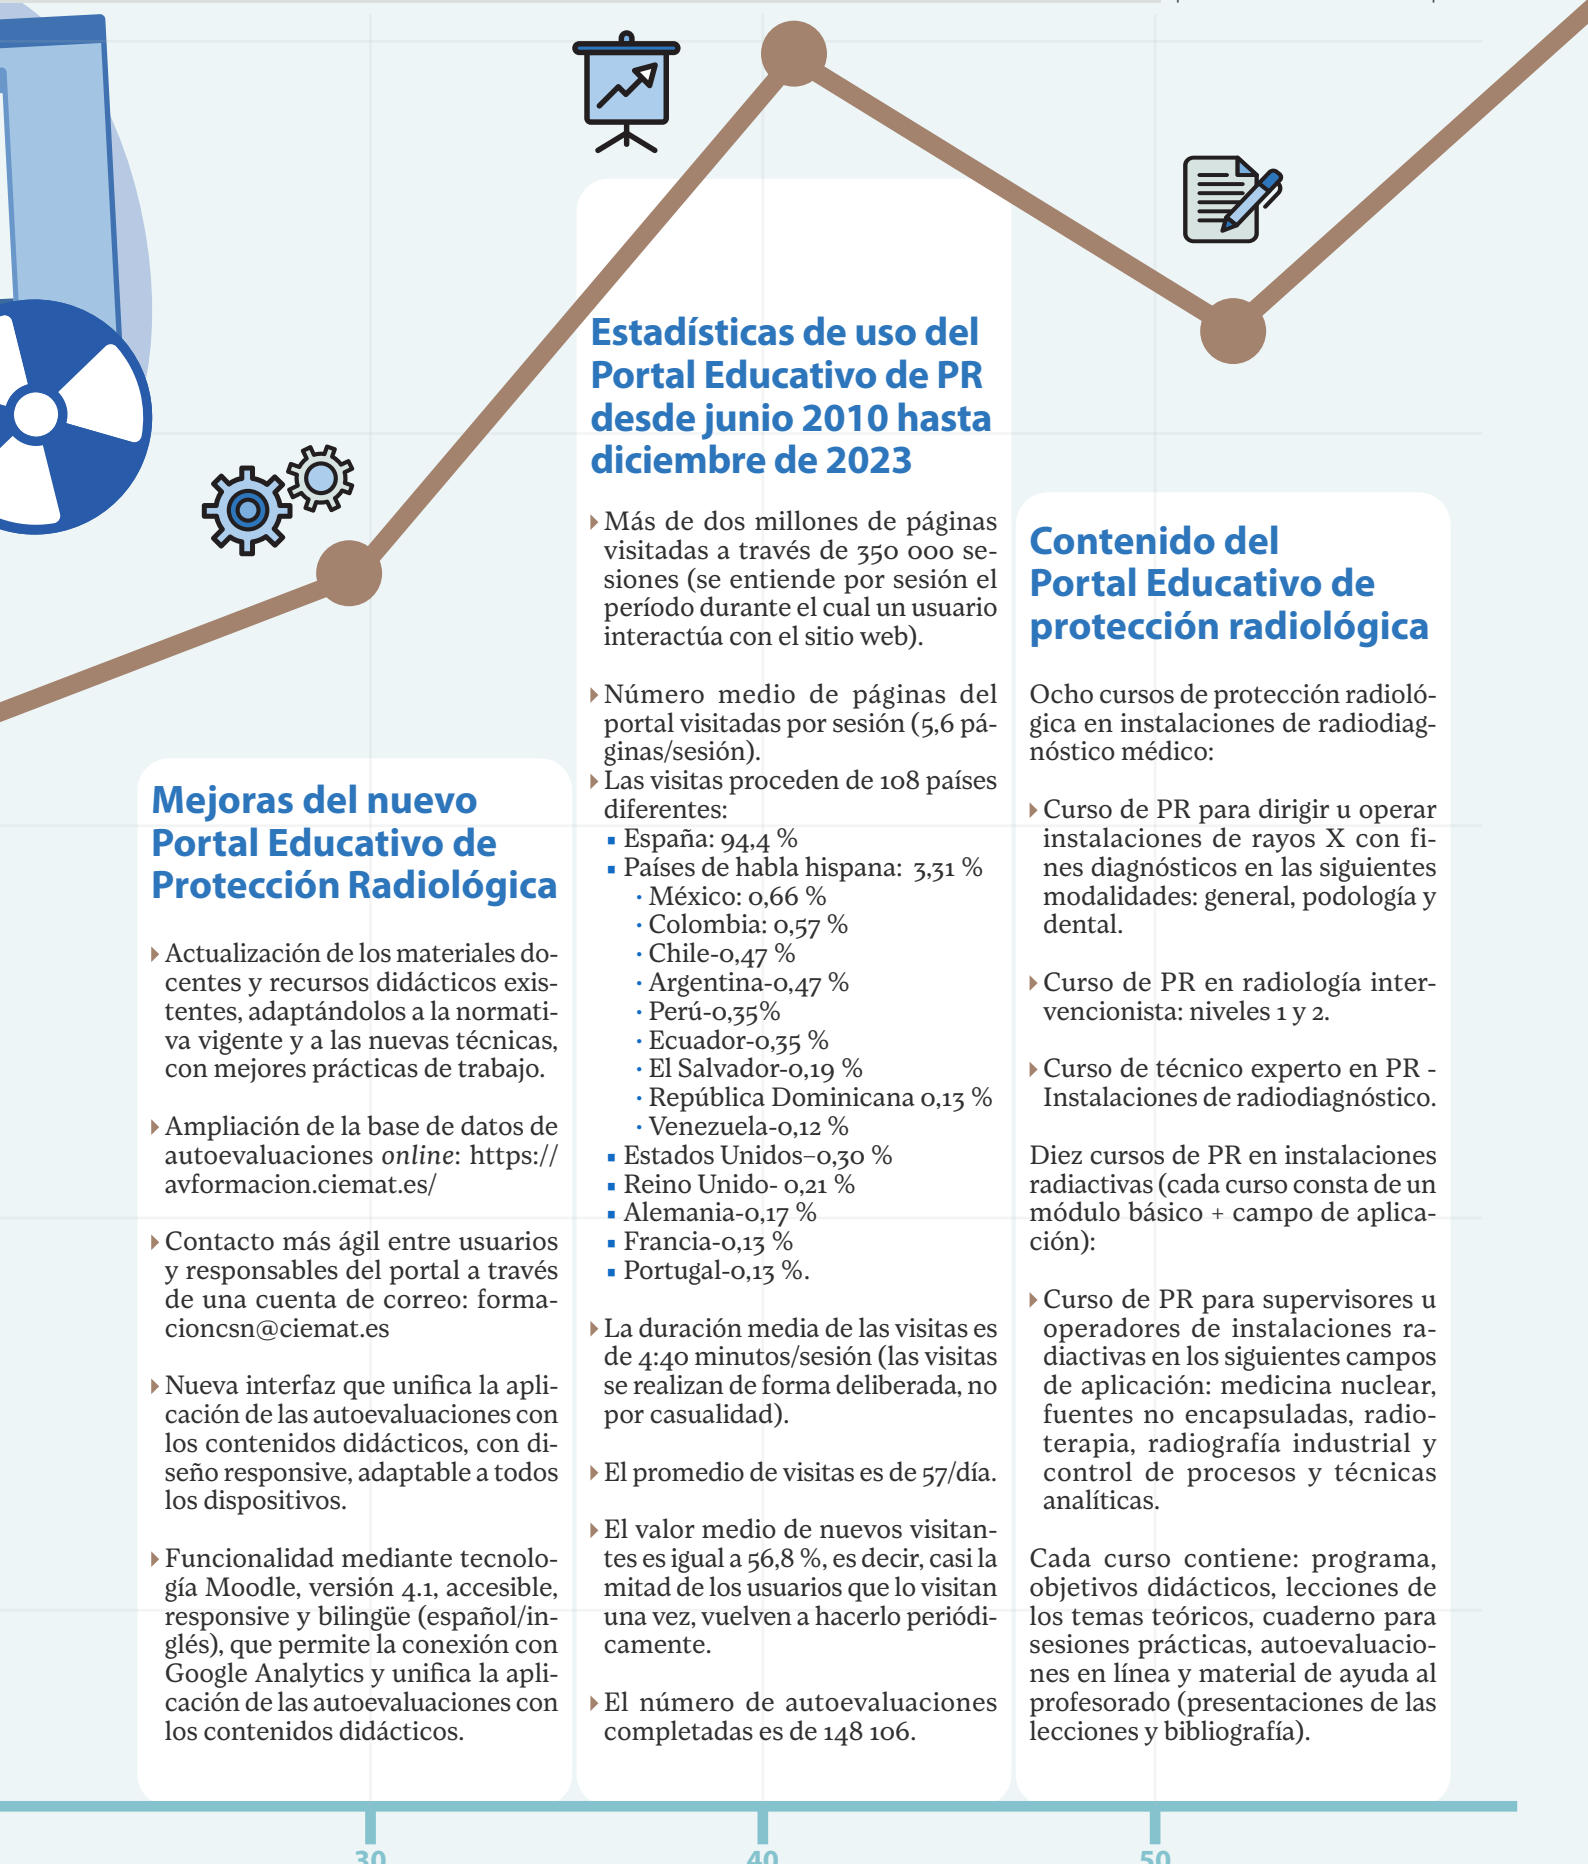 Mejoras del nuevo
Portal Educativo de
Protección Radiológica
Actualización de los materiales do-
centes y recursos didácticos exis-
tentes, adaptándolos a la normati-
va vigente y a las nuevas técnicas,
con mejores prácticas de trabajo.
Ampliación de la base de datos de
autoevaluaciones online: https://
avformacion.ciemat.es/
Contacto más ágil entre usuarios
y responsables del portal a través
de una cuenta de correo: forma-
cioncsn@ciemat.es
Nueva interfaz que unifica la apli-
cación de las autoevaluaciones con
los contenidos didácticos, con di-
seño responsive, adaptable a todos
los dispositivos.
Funcionalidad mediante tecnolo-
gía Moodle, versión 4.1, accesible,
responsive y bilingüe (español/in-
glés), que permite la conexión con
Google Analytics y unifica la apli-
cación de las autoevaluaciones con
los contenidos didácticos.
Estadísticas de uso del
Portal Educativo de PR
desde junio 2010 hasta
diciembre de 2023
Más de dos millones de páginas
visitadas a través de 350 000 se-
siones (se entiende por sesión el
período durante el cual un usuario
interactúa con el sitio web).
Número medio de páginas del
portal visitadas por sesión (5,6 pá-
ginas/sesión).
Las visitas proceden de 108 países
diferentes:
España: 94,4 %
Países de habla hispana: 3,31 %
· México: 0,66 %
· Colombia: 0,57 %
· Chile-0,47 %
· Argentina-0,47 %
· Perú-0,35%
· Ecuador-0,35 %
· El Salvador-0,19 %
· República Dominicana 0,13 %
· Venezuela-0,12 %
Estados Unidos–0,30 %
Reino Unido- 0,21 %
Alemania-0,17 %
Francia-0,13 %
Portugal-0,13 %.
La duración media de las visitas es
de 4:40 minutos/sesión (las visitas
se realizan de forma deliberada, no
por casualidad).
El promedio de visitas es de 57/día.
El valor medio de nuevos visitan-
tes es igual a 56,8 %, es decir, casi la
mitad de los usuarios que lo visitan
una vez, vuelven a hacerlo periódi-
camente.
El número de autoevaluaciones
completadas es de 148 106.
Contenido del
Portal Educativo de
protección radiológica
Ocho cursos de protección radioló-
gica en instalaciones de radiodiag-
nóstico médico:
Curso de PR para dirigir u operar
instalaciones de rayos X con fi-
nes diagnósticos en las siguientes
modalidades: general, podología y
dental.
Curso de PR en radiología inter-
vencionista: niveles 1 y 2.
Curso de técnico experto en PR -
Instalaciones de radiodiagnóstico.
Diez cursos de PR en instalaciones
radiactivas (cada curso consta de un
módulo básico + campo de aplica-
ción):
Curso de PR para supervisores u
operadores de instalaciones ra-
diactivas en los siguientes campos
de aplicación: medicina nuclear,
fuentes no encapsuladas, radio-
terapia, radiografía industrial y
control de procesos y técnicas
analíticas.
Cada curso contiene: programa,
objetivos didácticos, lecciones de
los temas teóricos, cuaderno para
sesiones prácticas, autoevaluacio-
nes en línea y material de ayuda al
profesorado (presentaciones de las
lecciones y bibliografía).
30
40
50